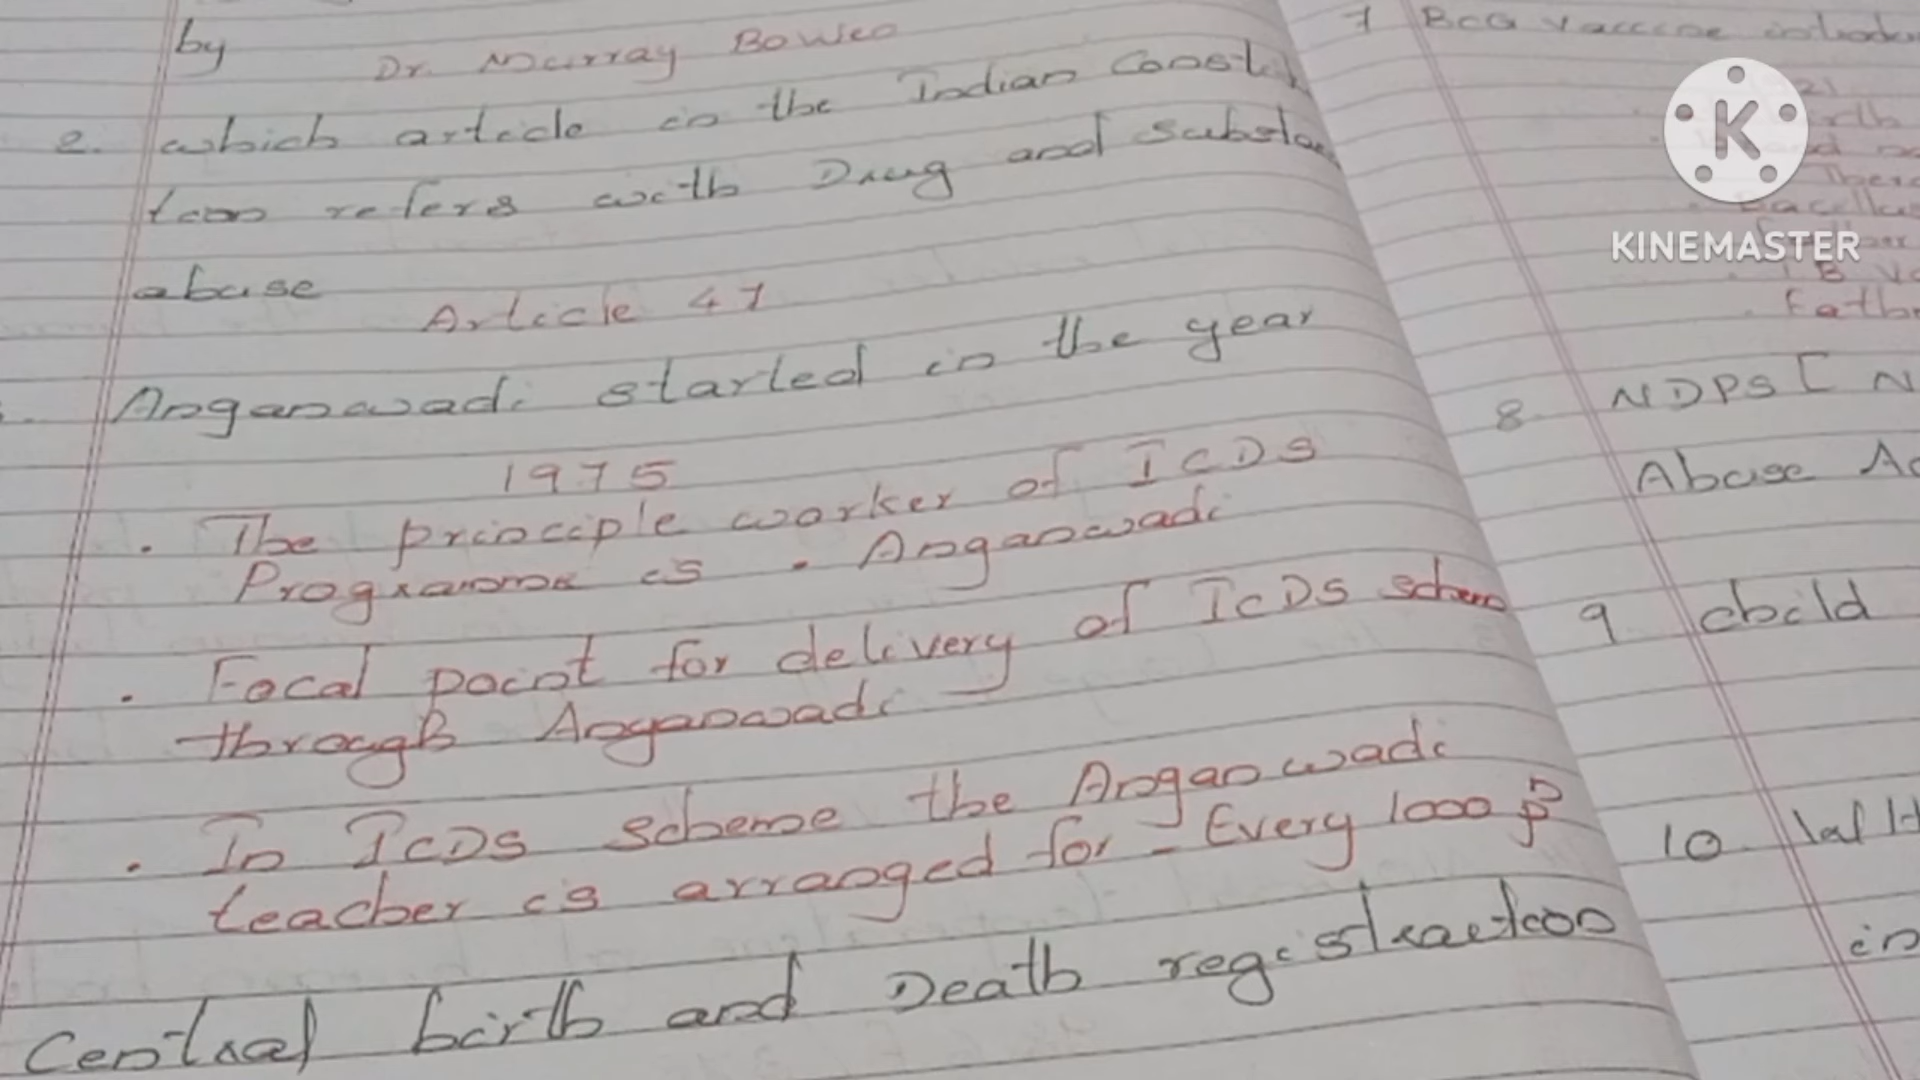 by Dr. Murray Bowen
2. which article in the Indian Consti
tion refers with Drug and Substan
abuse
Article 47
Anganwadi started in the year
1975
. The principle worker of ICDS
Programme is - Anganwadi
. Focal point for delivery of ICDS schem
through Anganwadi
. In ICDS scheme the Anganwadi
teacher is arranged for - Every 1000 p
Central birth and Death registration
7 BCG vaccine
8 NDPS [ N
Abuse Ac
9 child
10
in
KINEMASTER